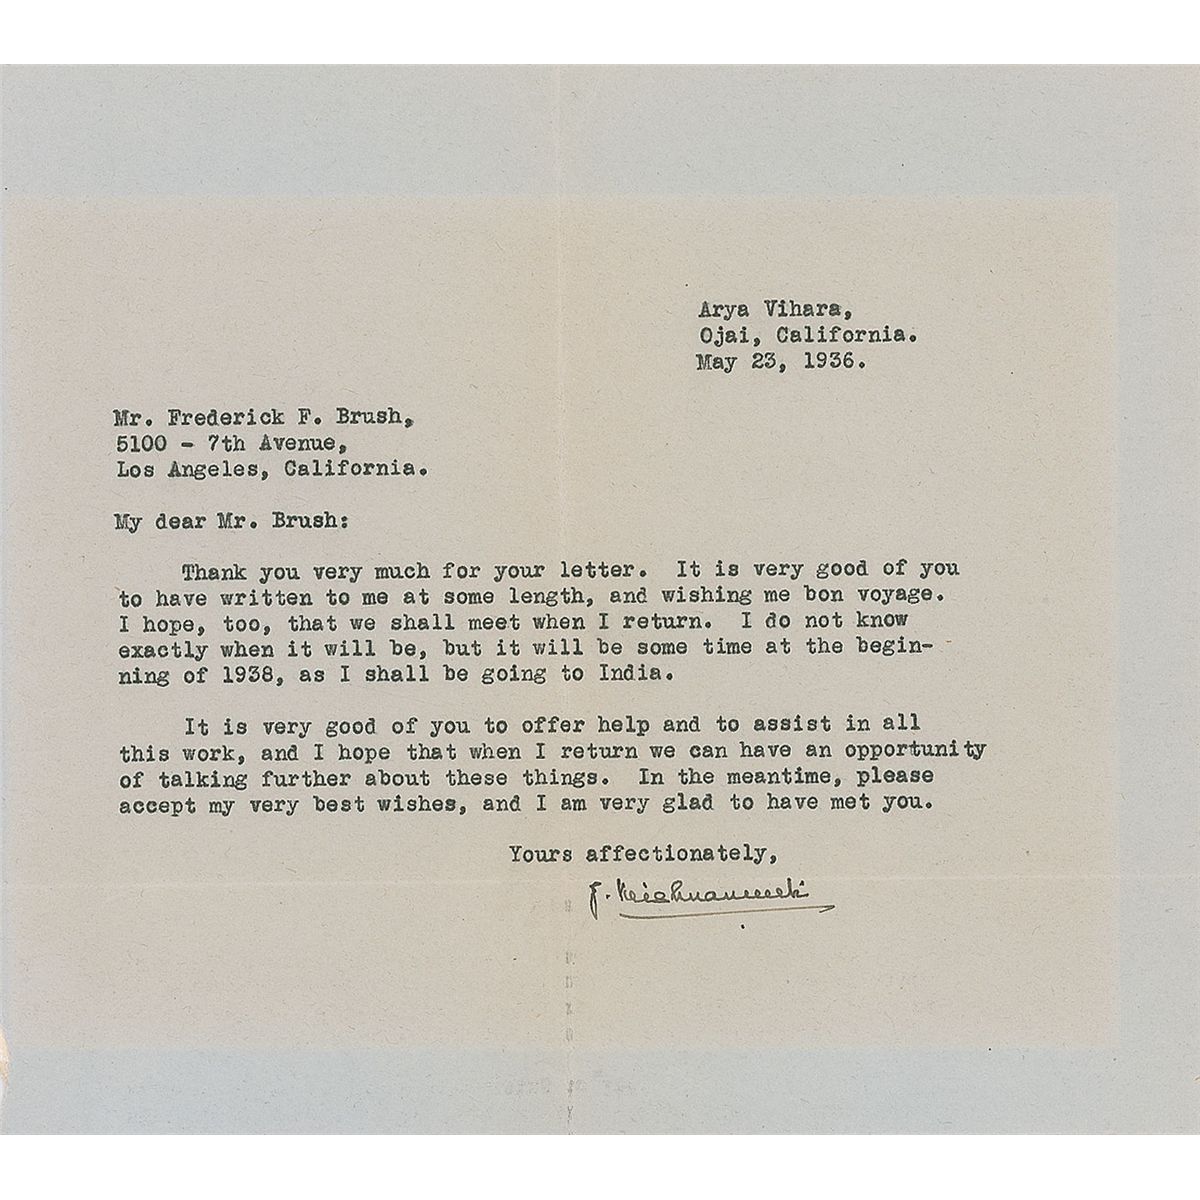 Arya Vihara,
Ojai, California.
May 23, 1936.
Mr. Frederick F. Brush,
5100 - 7th Avenue,
Los Angeles, California.
My dear Mr. Brush:
Thank you very much for your letter. It is very good of you
to have written to me at some length, and wishing me bon voyage.
I hope, too, that we shall meet when I return. I do not know
exactly when it will be, but it will be some time at the begin-
ning of 1938, as I shall be going to India.
It is very good of you to offer help and to assist in all
this work, and I hope that when I return we can have an opportunity
of talking further about these things. In the meantime, please
accept my very best wishes, and I am very glad to have met you.
Yours affectionately,
J. Krishnamurti